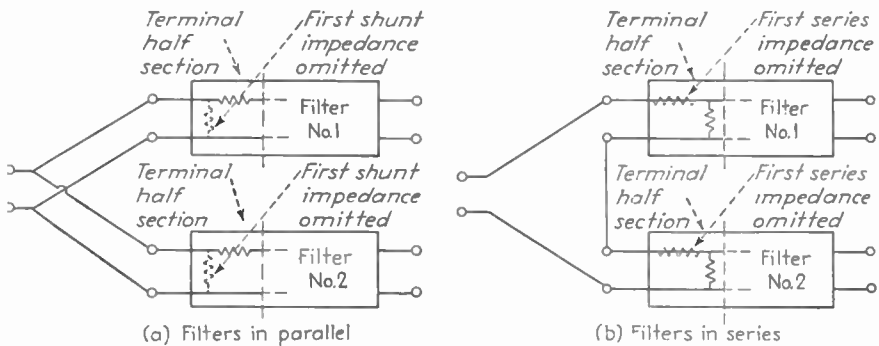 Terminal
half
section
First shunt
impedance
omitted
Filter
No.1
Terminal
half
section
First shunt
impedance
omitted
Filter
No.2
(a) Filters in parallel
Terminal
half
section
First series
impedance
omitted
Filter
No.1
Terminal
half
section
First series
impedance
omitted
Filter
No.2
(b) Filters in series